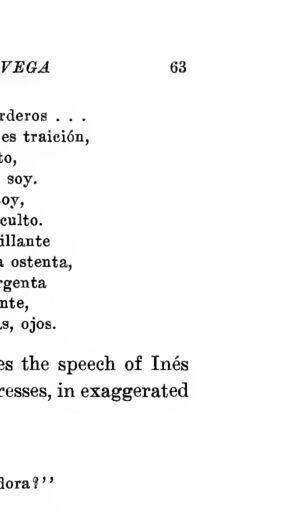 VEGA 63
rderos . . .
es traición,
to,
soy.
oy,
culto.
illante
a ostenta,
rgenta
nte,
s, ojos.
es the speech of Inés
resses, in exaggerated
lora?''